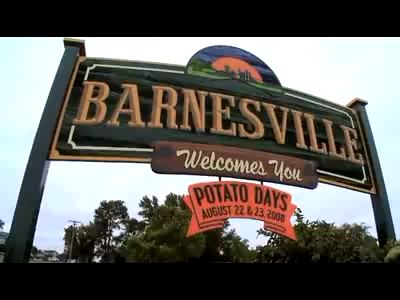 BARNESVILLE
Welcomes You
POTATO DAYS
AUGUST 22 & 23, 2008